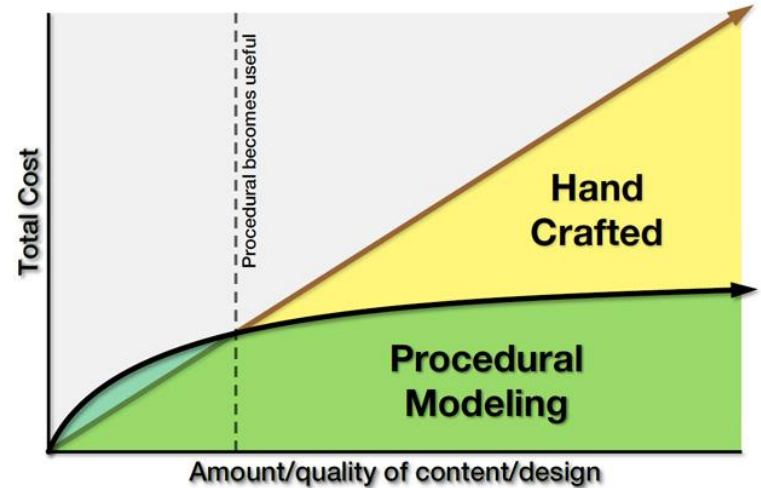 Total Cost
Procedural becomes useful
Hand
Crafted
Procedural
Modeling
Amount/quality of content/design